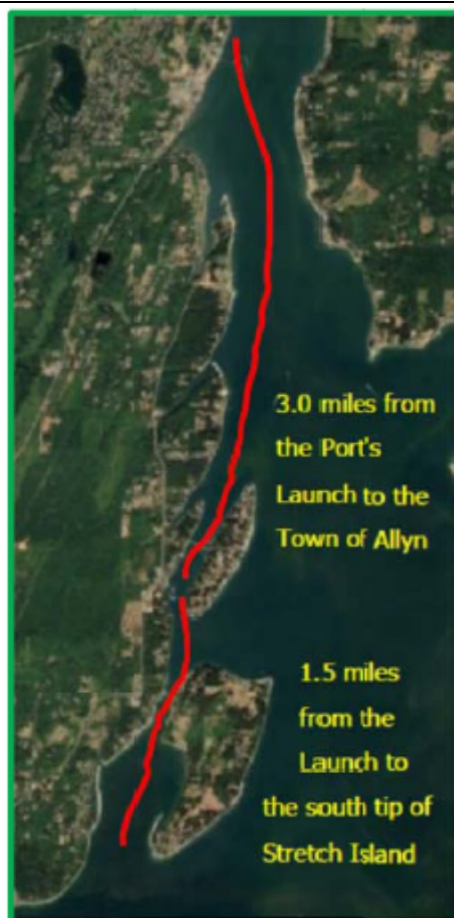 3.0 miles from
the Port's
Launch to the
Town of Allyn
1.5 miles
from the
Launch to
the south tip of
Stretch Island